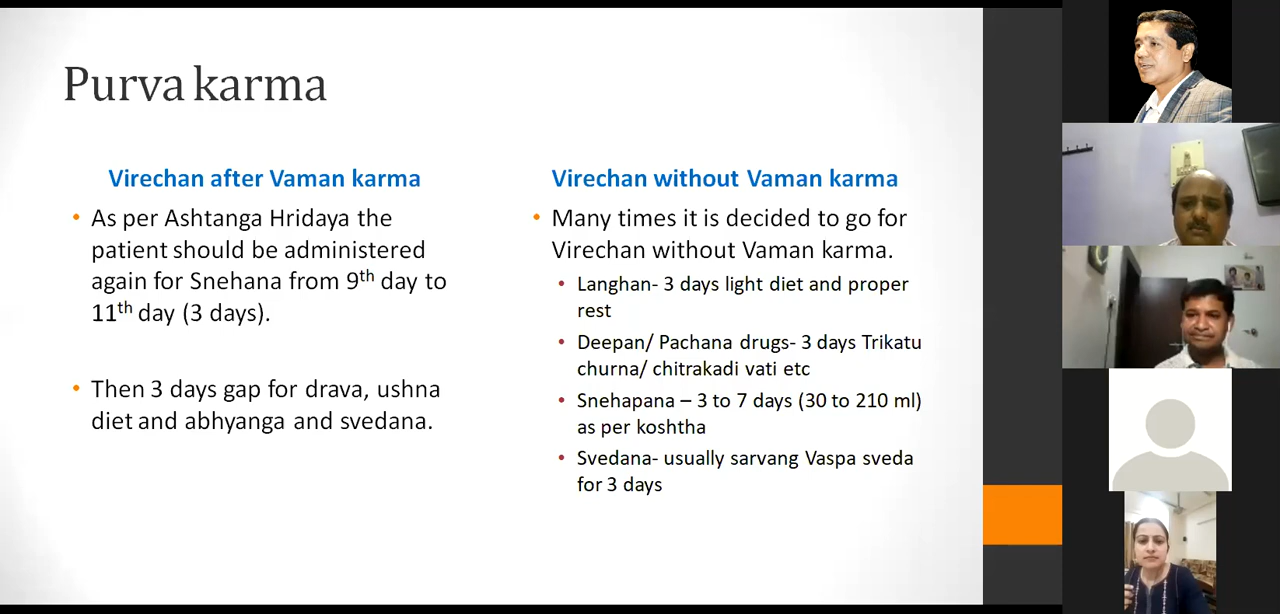 Purva karma
Virechan after Vaman karma
• As per Ashtanga Hridaya the
patient should be administered
again for Snehana from 9th day to
11th day (3 days).
• Then 3 days gap for drava, ushna
diet and abhyanga and svedana.
Virechan without Vaman karma
• Many times it is decided to go for
Virechan without Vaman karma.
• Langhan- 3 days light diet and proper
rest
• Deepan/ Pachana drugs- 3 days Trikatu
churna/ chitrakadi vati etc
• Snehapana – 3 to 7 days (30 to 210 ml)
as per koshtha
• Svedana- usually sarvang Vaspa sveda
for 3 days